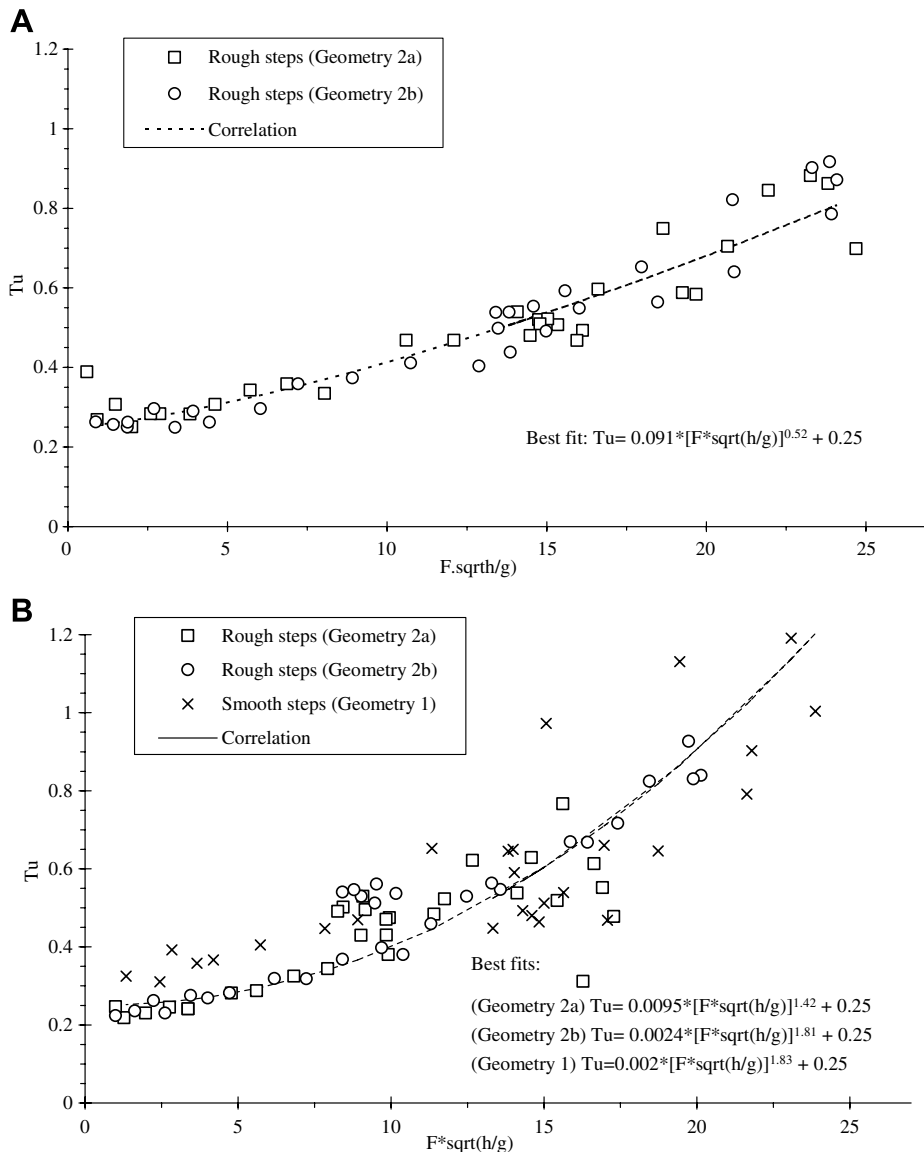 A
1.2
Rough steps (Geometry 2a)
Rough steps (Geometry 2b)
Correlation
1
0.8
Tu
0.6
0.4
Best fit: Tu= 0.091*[F*sqrt(h/g)]^0.52 + 0.25
0.2
0
0 5 10 15 20 25
F.sqrth/g)
B
1.2
Rough steps (Geometry 2a)
Rough steps (Geometry 2b)
Smooth steps (Geometry 1)
Correlation
1
0.8
Tu
0.6
0.4
Best fits:
(Geometry 2a) Tu= 0.0095*[F*sqrt(h/g)]^1.42 + 0.25
(Geometry 2b) Tu= 0.0024*[F*sqrt(h/g)]^1.81 + 0.25
(Geometry 1) Tu=0.002*[F*sqrt(h/g)]^1.83 + 0.25
0.2
0
0 5 10 15 20 25
F*sqrt(h/g)